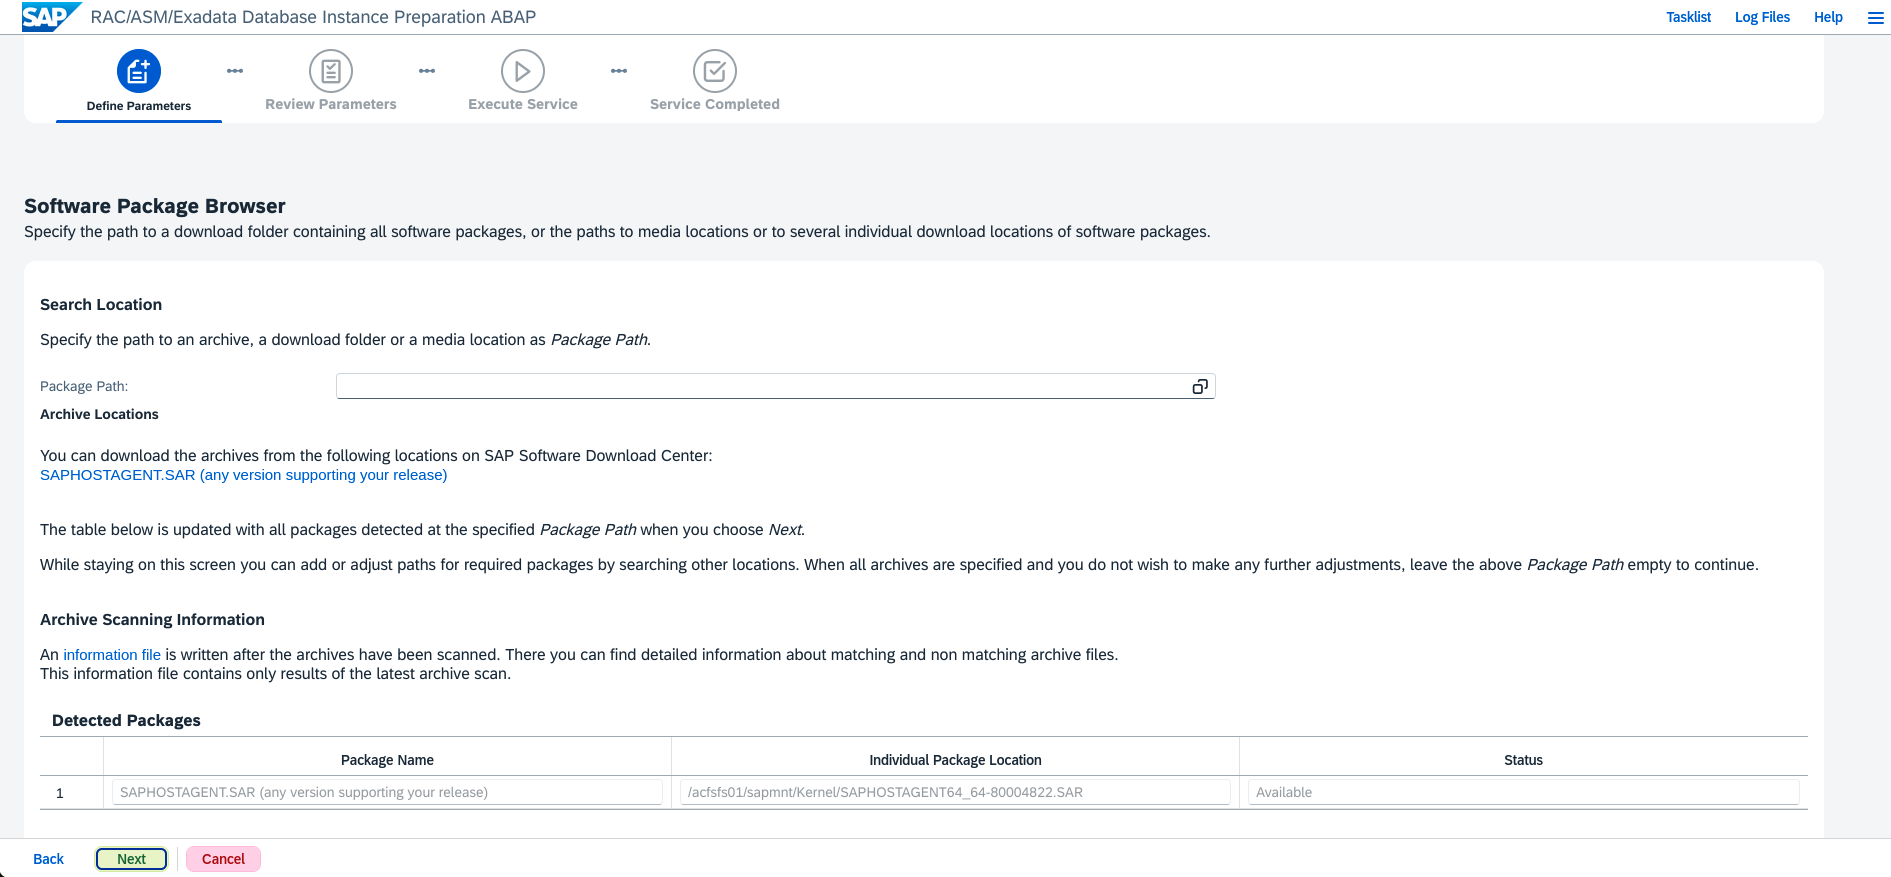 SAP RAC/ASM/Exadata Database Instance Preparation ABAP Tasklist Log Files Help
Define Parameters Review Parameters Execute Service Service Completed
Software Package Browser
Specify the path to a download folder containing all software packages, or the paths to media locations or to several individual download locations of software packages.
Search Location
Specify the path to an archive, a download folder or a media location as Package Path.
Package Path:
Archive Locations
You can download the archives from the following locations on SAP Software Download Center:
SAPHOSTAGENT.SAR (any version supporting your release)
The table below is updated with all packages detected at the specified Package Path when you choose Next.
While staying on this screen you can add or adjust paths for required packages by searching other locations. When all archives are specified and you do not wish to make any further adjustments, leave the above Package Path empty to continue.
Archive Scanning Information
An information file is written after the archives have been scanned. There you can find detailed information about matching and non matching archive files.
This information file contains only results of the latest archive scan.
Detected Packages
Package Name Individual Package Location Status
1 SAPHOSTAGENT.SAR (any version supporting your release) /acfsfs01/sapmnt/Kernel/SAPHOSTAGENT64_64-80004822.SAR Available
Back Next Cancel